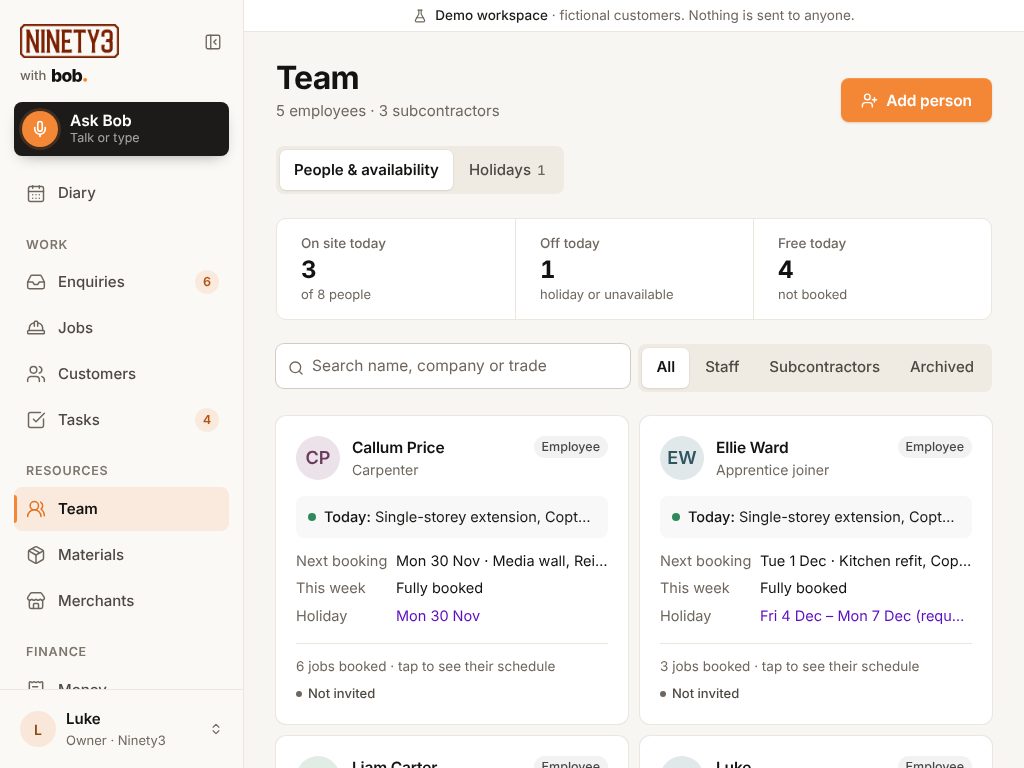 NINETY3
with bob.
Ask Bob
Talk or type
Diary
WORK
Enquiries 6
Jobs
Customers
Tasks 4
RESOURCES
Team
Materials
Merchants
FINANCE
Money
L
Luke
Owner · Ninety3
Demo workspace · fictional customers. Nothing is sent to anyone.
Team
5 employees · 3 subcontractors
Add person
People & availability
Holidays 1
On site today
3
of 8 people
Off today
1
holiday or unavailable
Free today
4
not booked
Search name, company or trade
All
Staff
Subcontractors
Archived
CP
Callum Price
Carpenter
Employee
Today: Single-storey extension, Copt...
Next booking Mon 30 Nov · Media wall, Rei...
This week Fully booked
Holiday Mon 30 Nov
6 jobs booked · tap to see their schedule
Not invited
EW
Ellie Ward
Apprentice joiner
Employee
Today: Single-storey extension, Copt...
Next booking Tue 1 Dec · Kitchen refit, Cop...
This week Fully booked
Holiday Fri 4 Dec – Mon 7 Dec (requ...
3 jobs booked · tap to see their schedule
Not invited
Liam Carter
Employee
Luke
Employee